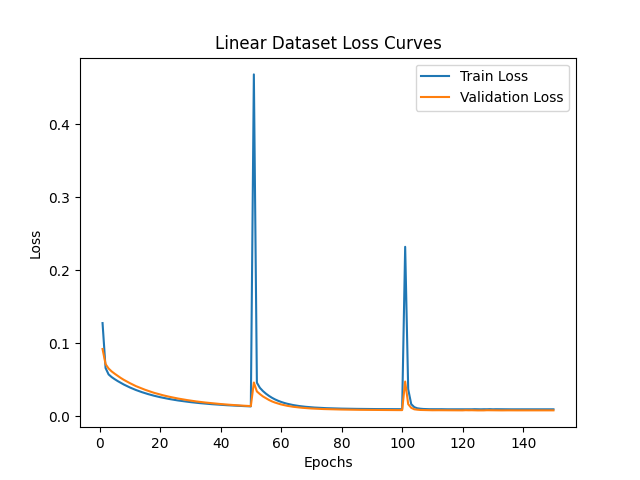 Linear Dataset Loss Curves
Train Loss
Validation Loss
Loss
0.4
0.3
0.2
0.1
0.0
0 20 40 60 80 100 120 140
Epochs